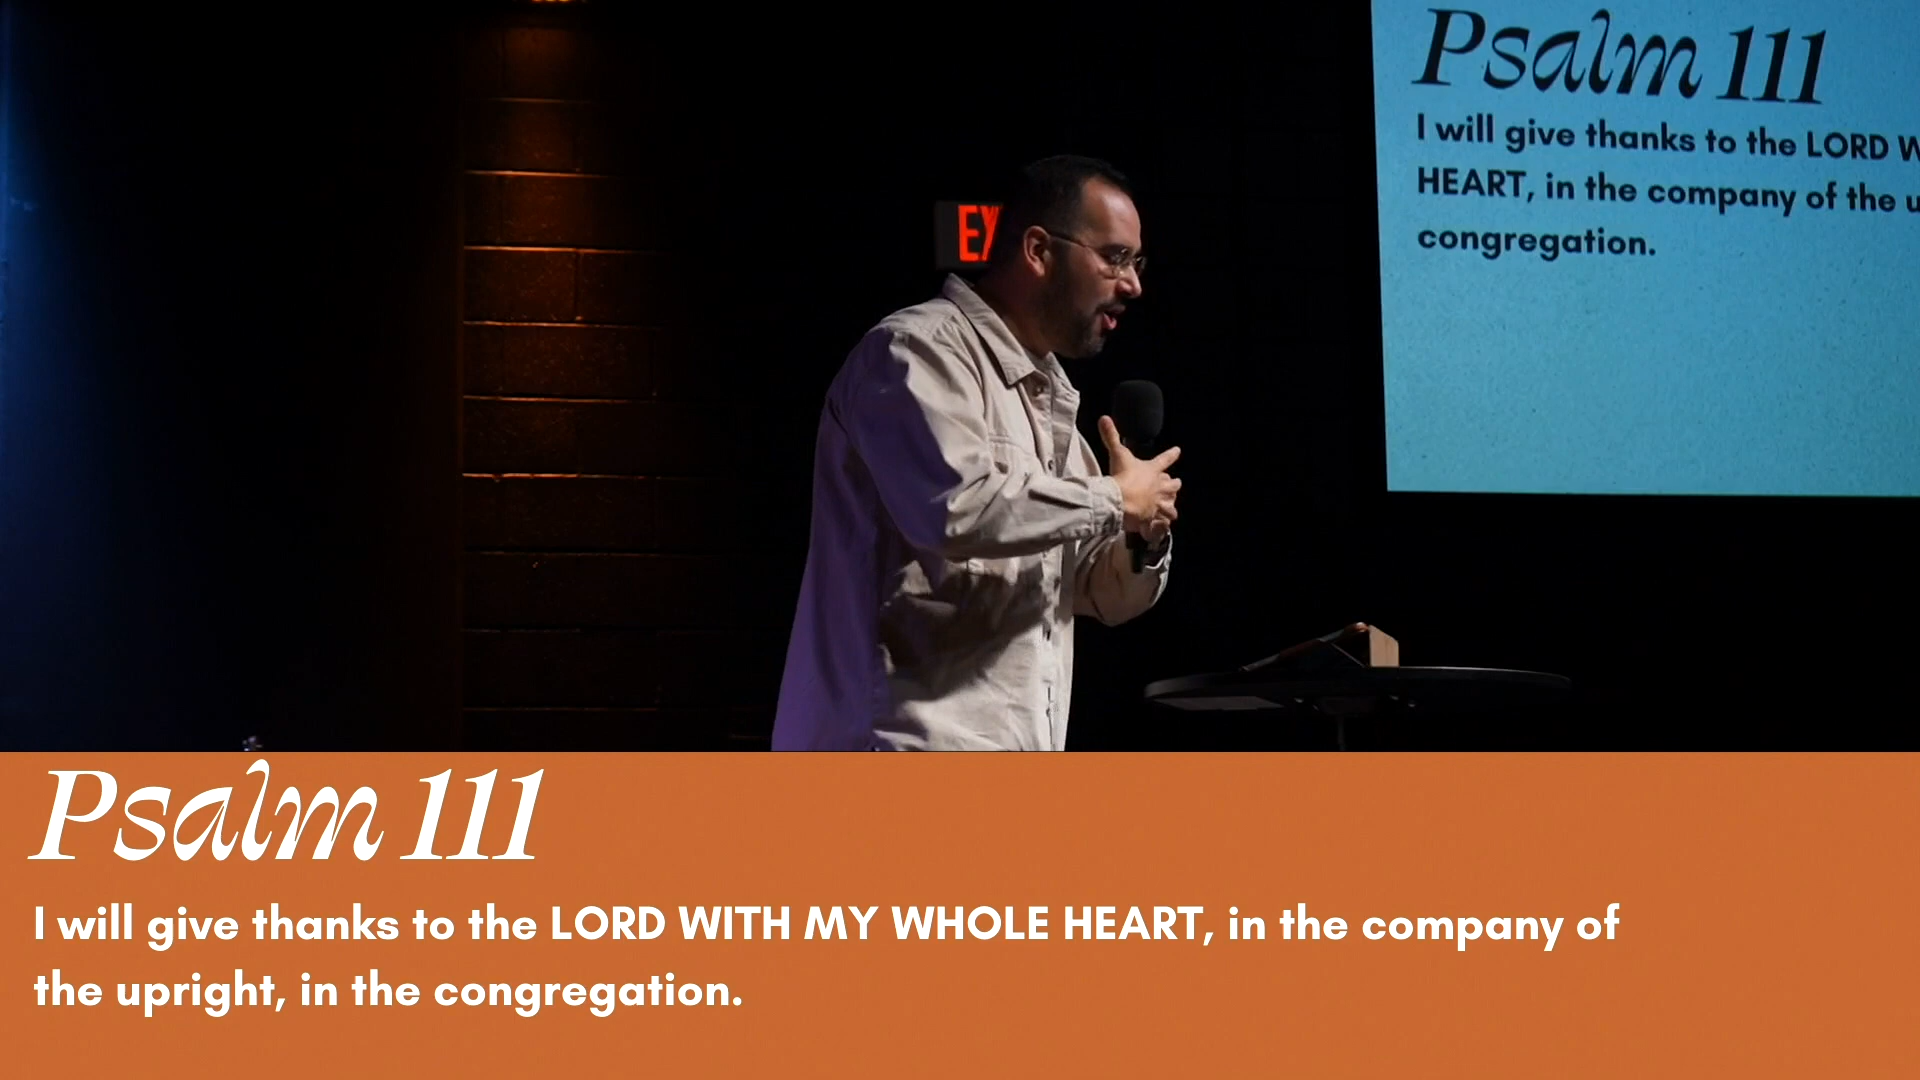 Psalm 111
I will give thanks to the LORD
HEART, in the company of the
congregation.
EX
Psalm 111
I will give thanks to the LORD WITH MY WHOLE HEART, in the company of
the upright, in the congregation.